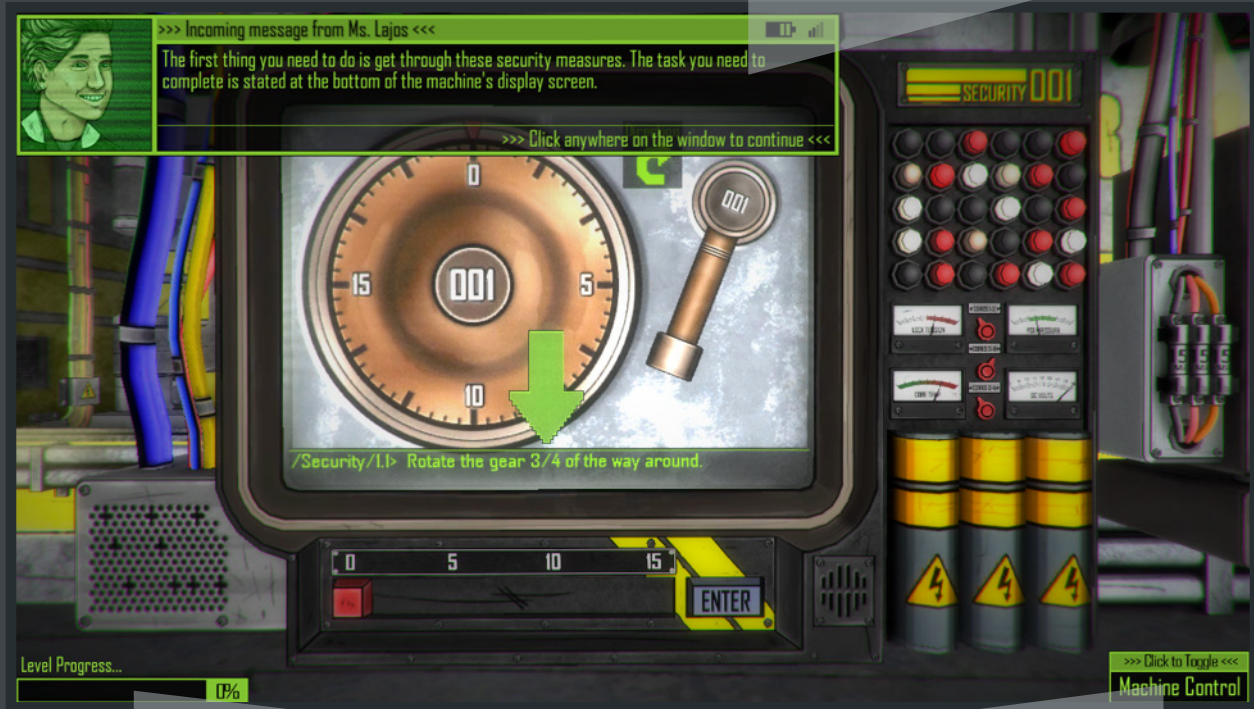 >>> Incoming message from Ms. Lajos <<<
The first thing you need to do is get through these security measures. The task you need to
complete is stated at the bottom of the machine's display screen.
>>> Click anywhere on the window to continue <<<
SECURITY 001
0
001
15
001
5
10
/Security/1.1> Rotate the gear 3/4 of the way around.
0 5 10 15
ENTER
DC VOLTS
Level Progress...
0%
>>> Click to Toggle <<<
Machine Control